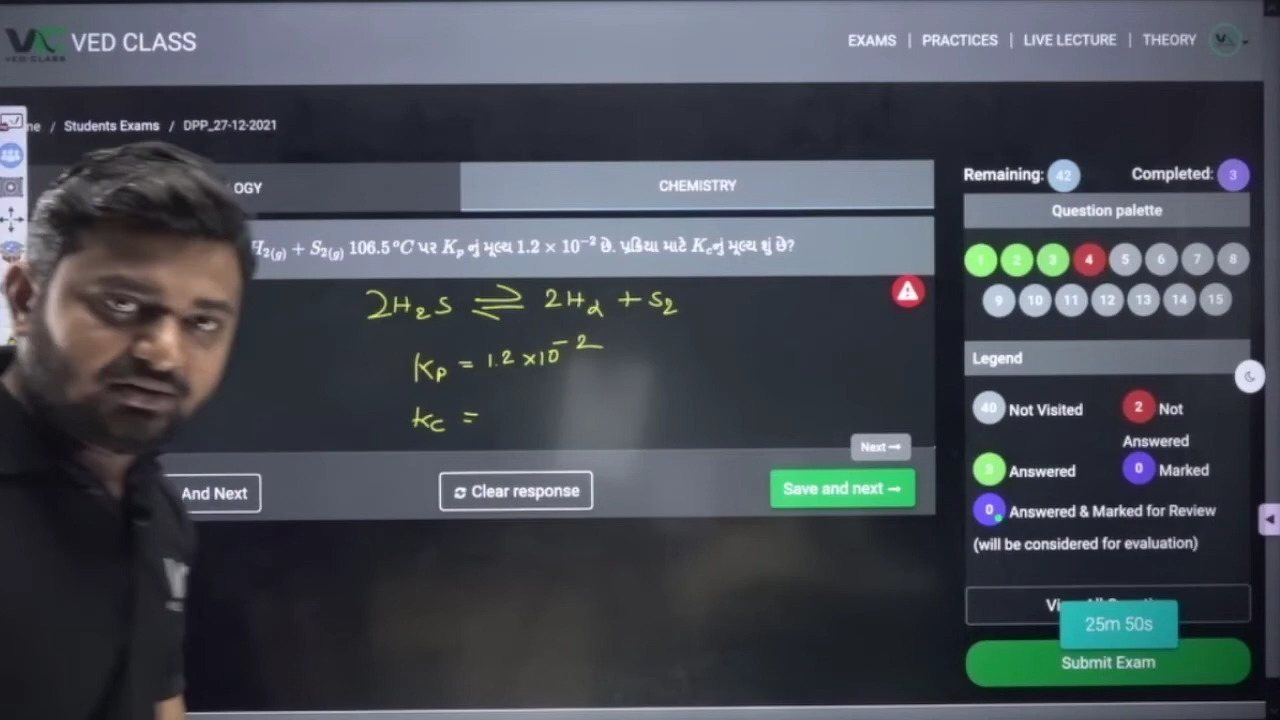 VED CLASS
VED CLASS
EXAMS | PRACTICES | LIVE LECTURE | THEORY
/ Students Exams / DPP_27-12-2021
OGY
CHEMISTRY
Remaining: 42 Completed: 3
Question palette
H₂(g) + S₂(g) 106.5°C પર Kp નું મૂલ્ય 1.2 × 10⁻² છે. પ્રક્રિયા માટે Kc નું મૂલ્ય શું છે?
1 2 3 4 5 6 7 8
9 10 11 12 13 14 15
2H₂S ⇌ 2H₂ + S₂
Kp = 1.2 × 10⁻²
Kc =
Legend
40 Not Visited
2 Not Answered
3 Answered
0 Marked
0 Answered & Marked for Review
(will be considered for evaluation)
Next →
And Next
Clear response
Save and next →
25m 50s
Submit Exam